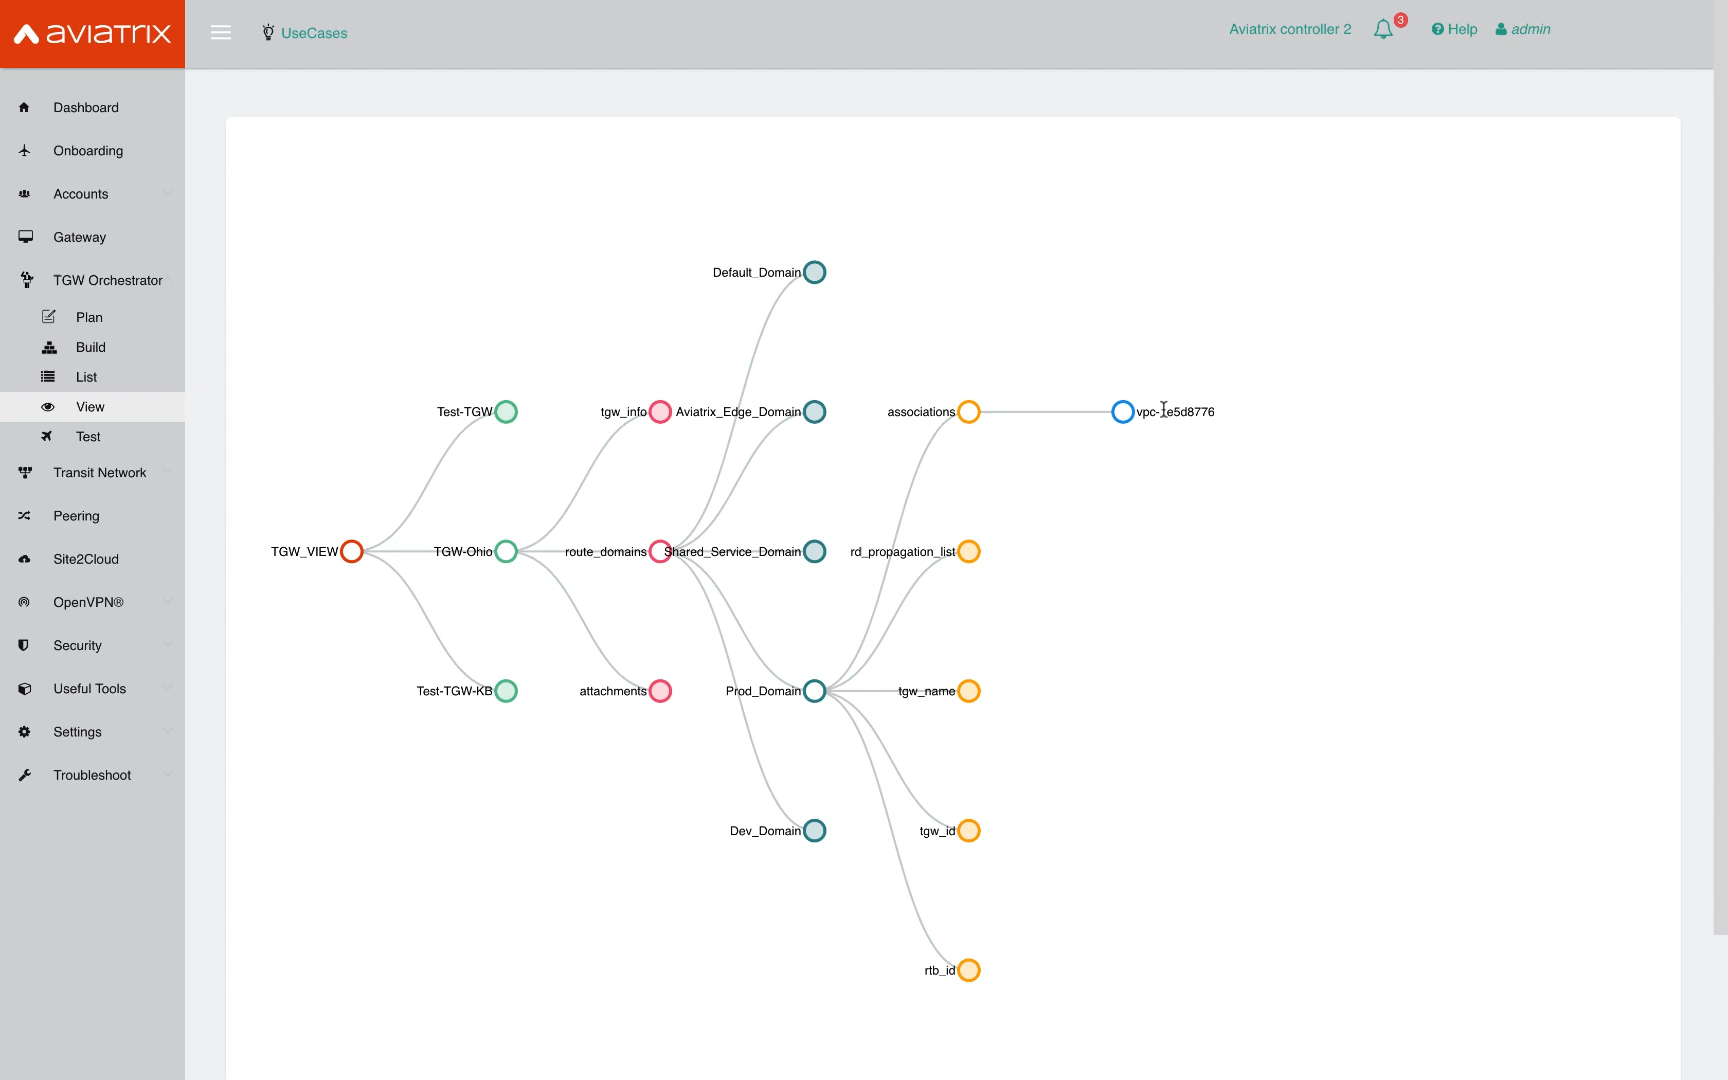 aviatrix
UseCases
Aviatrix controller 2
3
Help
admin
Dashboard
Onboarding
Accounts
Gateway
TGW Orchestrator
Plan
Build
List
View
Test
Transit Network
Peering
Site2Cloud
OpenVPN®
Security
Useful Tools
Settings
Troubleshoot
Default_Domain
Test-TGW
tgw_info
Aviatrix_Edge_Domain
associations
TGW_VIEW
TGW-Ohio
route_domains
Shared_Service_Domain
rd_propagation_list
Test-TGW-KB
attachments
Prod_Domain
tgw_name
Dev_Domain
tgw_id
rtb_id